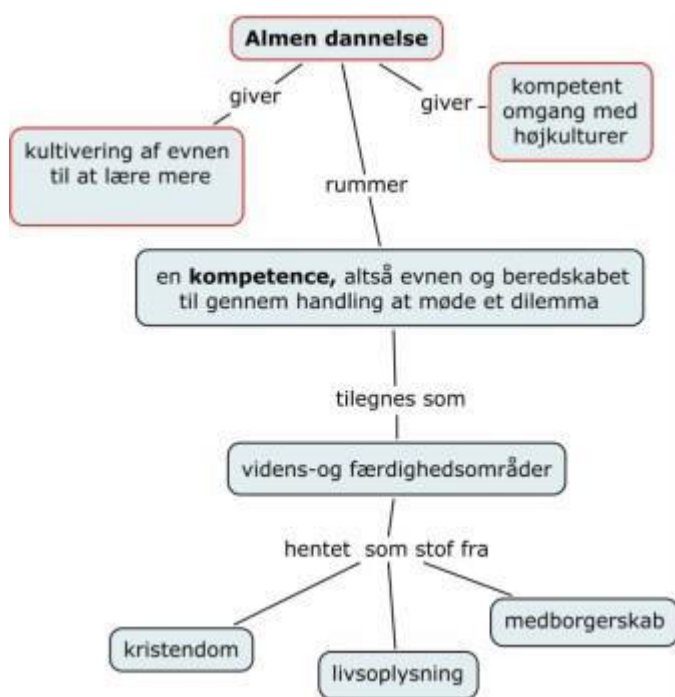 Almen dannelse
giver
giver
kompetent
omgang med
højkulturer
kultivering af evnen
til at lære mere
rummer
en kompetence, altså evnen og beredskabet
til gennem handling at møde et dilemma
tilegnes som
videns-og færdighedsområder
hentet som stof fra
kristendom
livsoplysning
medborgerskab